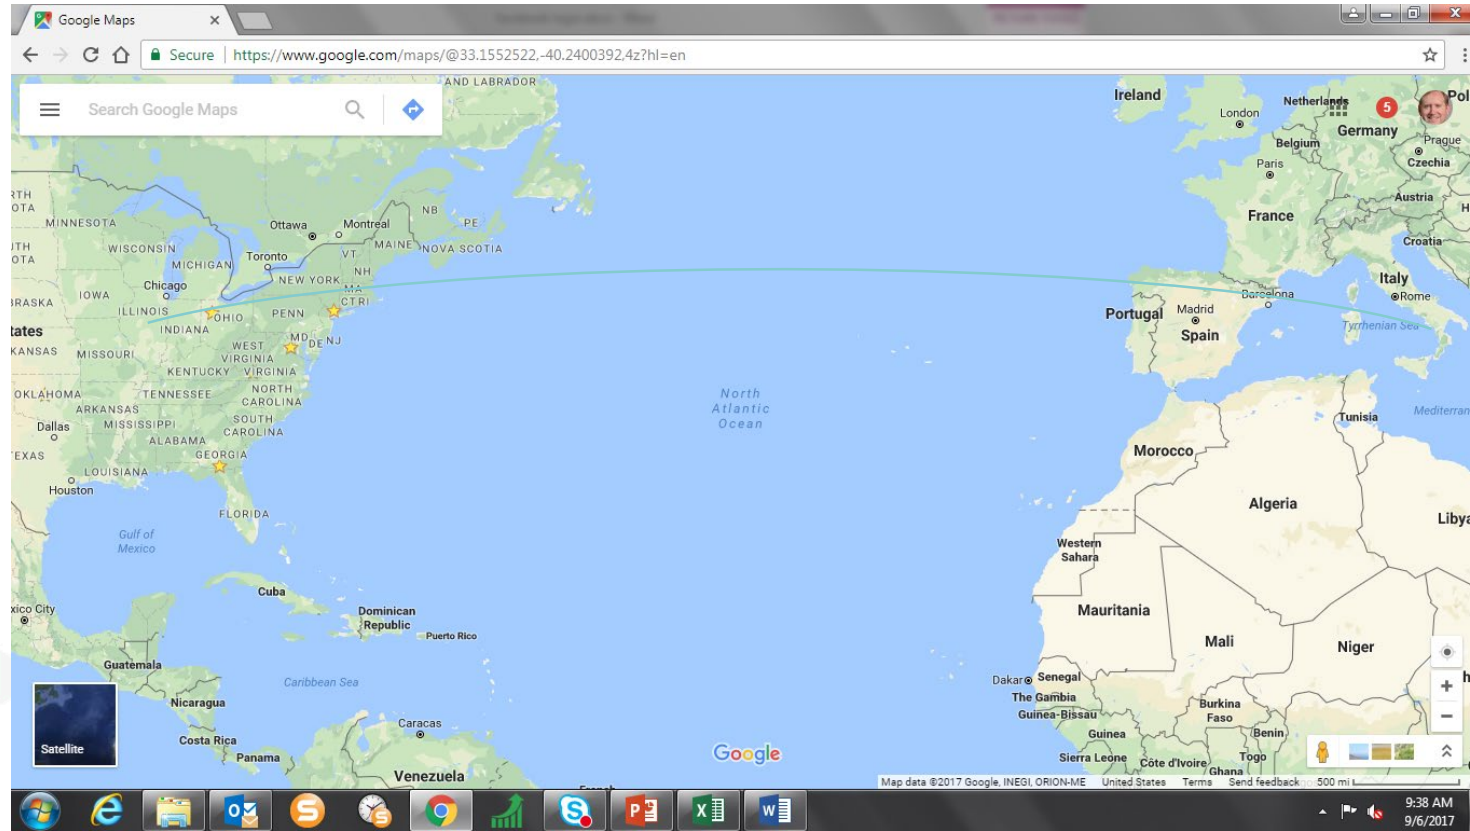 Google Maps
Secure | https://www.google.com/maps/@33.1552522,-40.2400392,4z?hl=en
Search Google Maps
AND LABRADOR
Ireland
London
Netherlands
5
Pol
Germany
Belgium
Prague
Paris
Czechia
OTA
MINNESOTA
Ottawa
Montreal
NB
PE
Austria
France
WISCONSIN
Toronto
VT
MAINE
NOVA SCOTIA
Croatia
OTA
MICHIGAN
NH
NEW YORK
Chicago
MA
Italy
IOWA
CT RI
Barcelona
Rome
ILLINOIS
OHIO
PENN
Portugal
Madrid
tates
INDIANA
MD
DE
NJ
Spain
Tyrrhenian Sea
KANSAS
MISSOURI
WEST
VIRGINIA
KENTUCKY
VIRGINIA
OKLAHOMA
TENNESSEE
NORTH
CAROLINA
North
Atlantic
Ocean
ARKANSAS
Mediterran
Dallas
MISSISSIPPI
SOUTH
CAROLINA
Tunisia
ALABAMA
EXAS
GEORGIA
Morocco
LOUISIANA
Houston
Algeria
FLORIDA
Libya
Gulf of
Mexico
Western
Sahara
Cuba
xico City
Dominican
Republic
Puerto Rico
Mauritania
Mali
Niger
Guatemala
Caribbean Sea
Dakar
Senegal
The Gambia
Nicaragua
Guinea-Bissau
Burkina
Faso
Caracas
Guinea
Benin
Satellite
Costa Rica
Panama
Google
Sierra Leone
Côte d'Ivoire
Togo
Ghana
Venezuela
Map data ©2017 Google, INEGI, ORION-ME
United States
Terms
Send feedback
500 mi
9:38 AM
9/6/2017